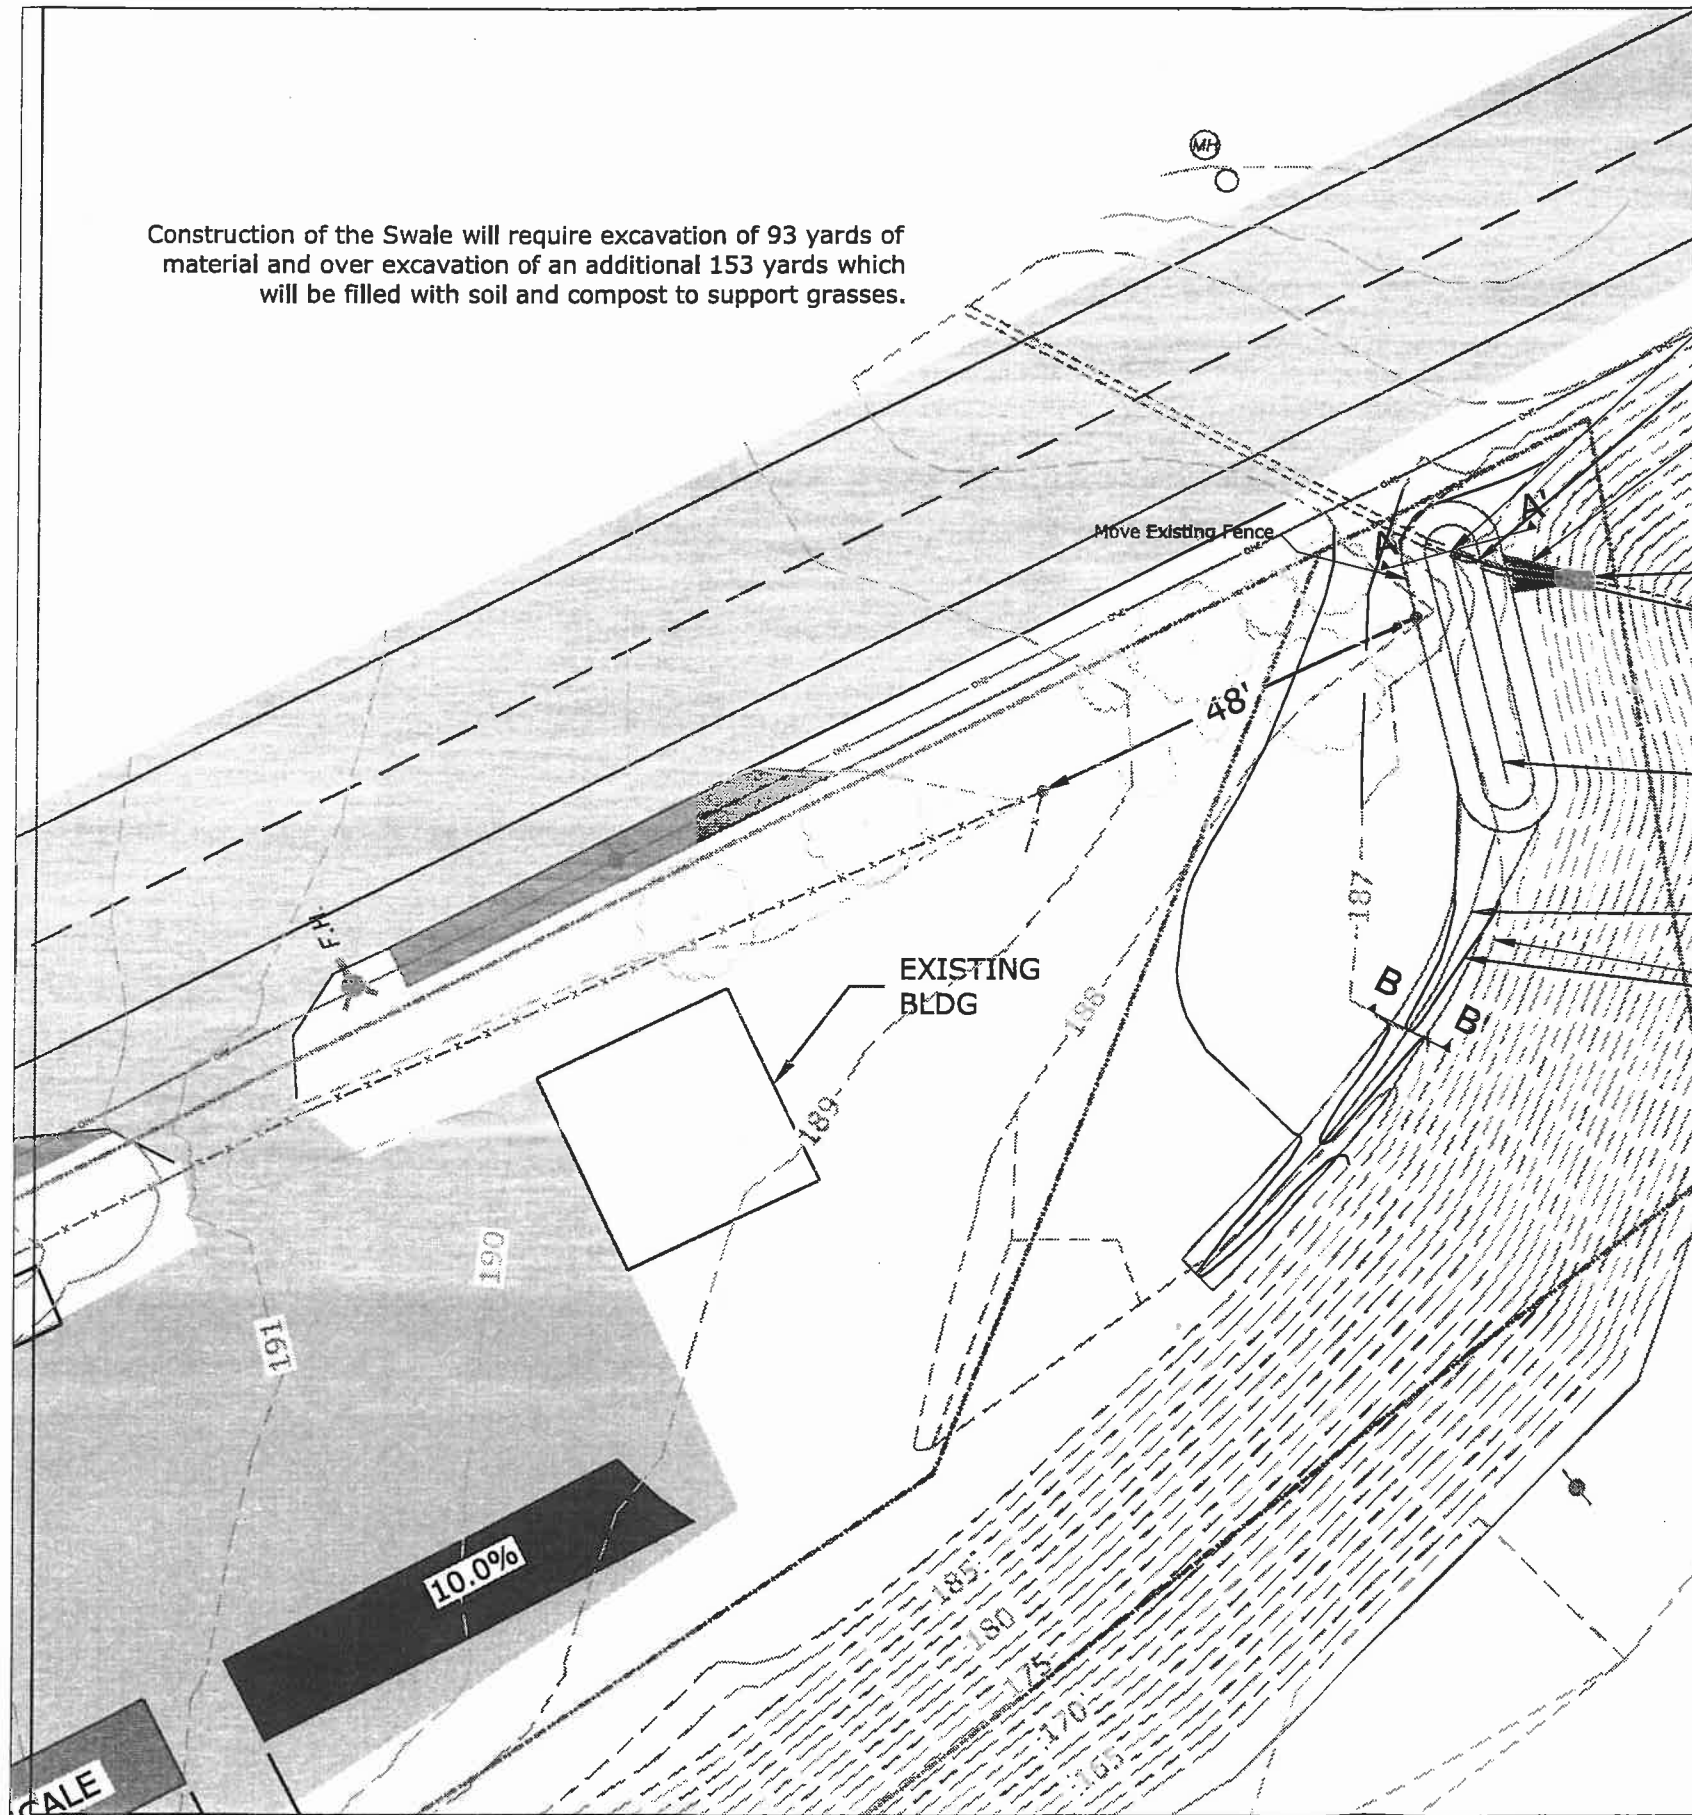 MH
Construction of the Swale will require excavation of 93 yards of
material and over excavation of an additional 153 yards which
will be filled with soil and compost to support grasses.
Move Existing Fence
A
A'
48'
187
F.H.
EXISTING
BLDG
188
B
B'
189
190
191
10.0%
185
180
175
170
165
CALE